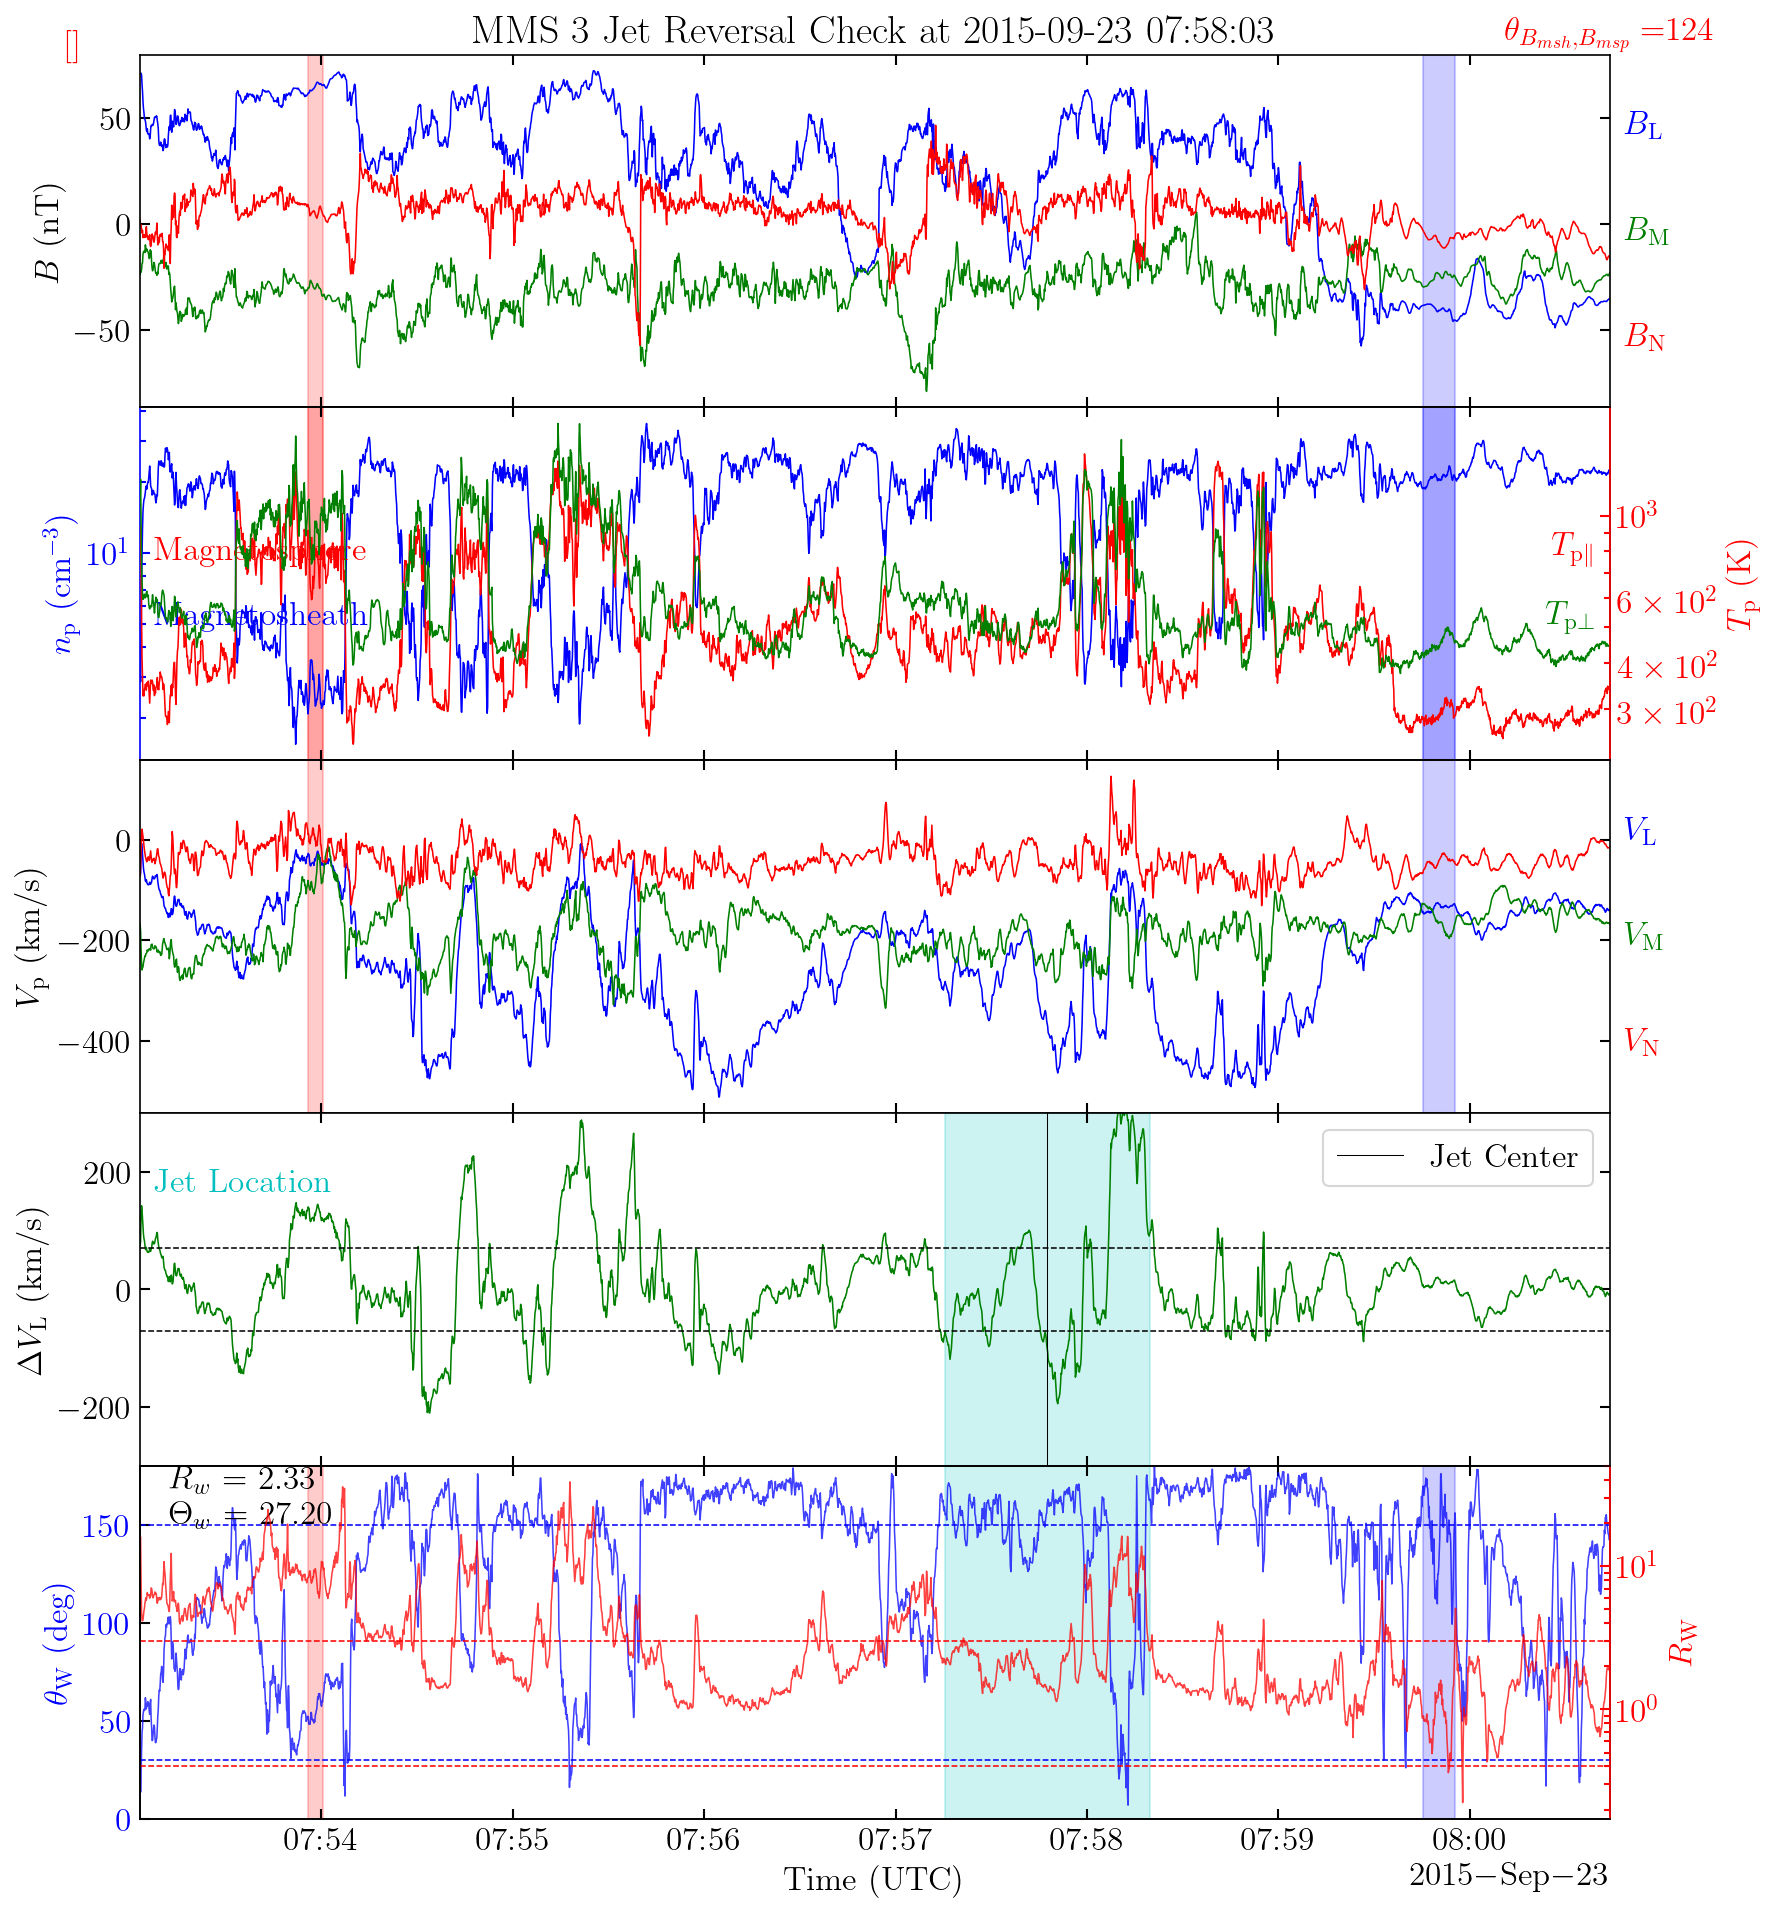 MMS 3 Jet Reversal Check at 2015-09-23 07:58:03
θ_{B_{msh},B_{msp}} =124
50
0
−50
B (nT)
B_L
B_M
B_N
10^1
n_p (cm^{−3})
Magnetosphere
Magnetosheath
T_{p∥}
T_{p⊥}
10^3
6 × 10^2
4 × 10^2
3 × 10^2
T_p (K)
0
−200
−400
V_p (km/s)
V_L
V_M
V_N
200
0
−200
ΔV_L (km/s)
Jet Location
Jet Center
R_w = 2.33
Θ_w = 27.20
150
100
50
0
θ_W (deg)
10^1
10^0
R_W
07:54 07:55 07:56 07:57 07:58 07:59 08:00
2015−Sep−23
Time (UTC)